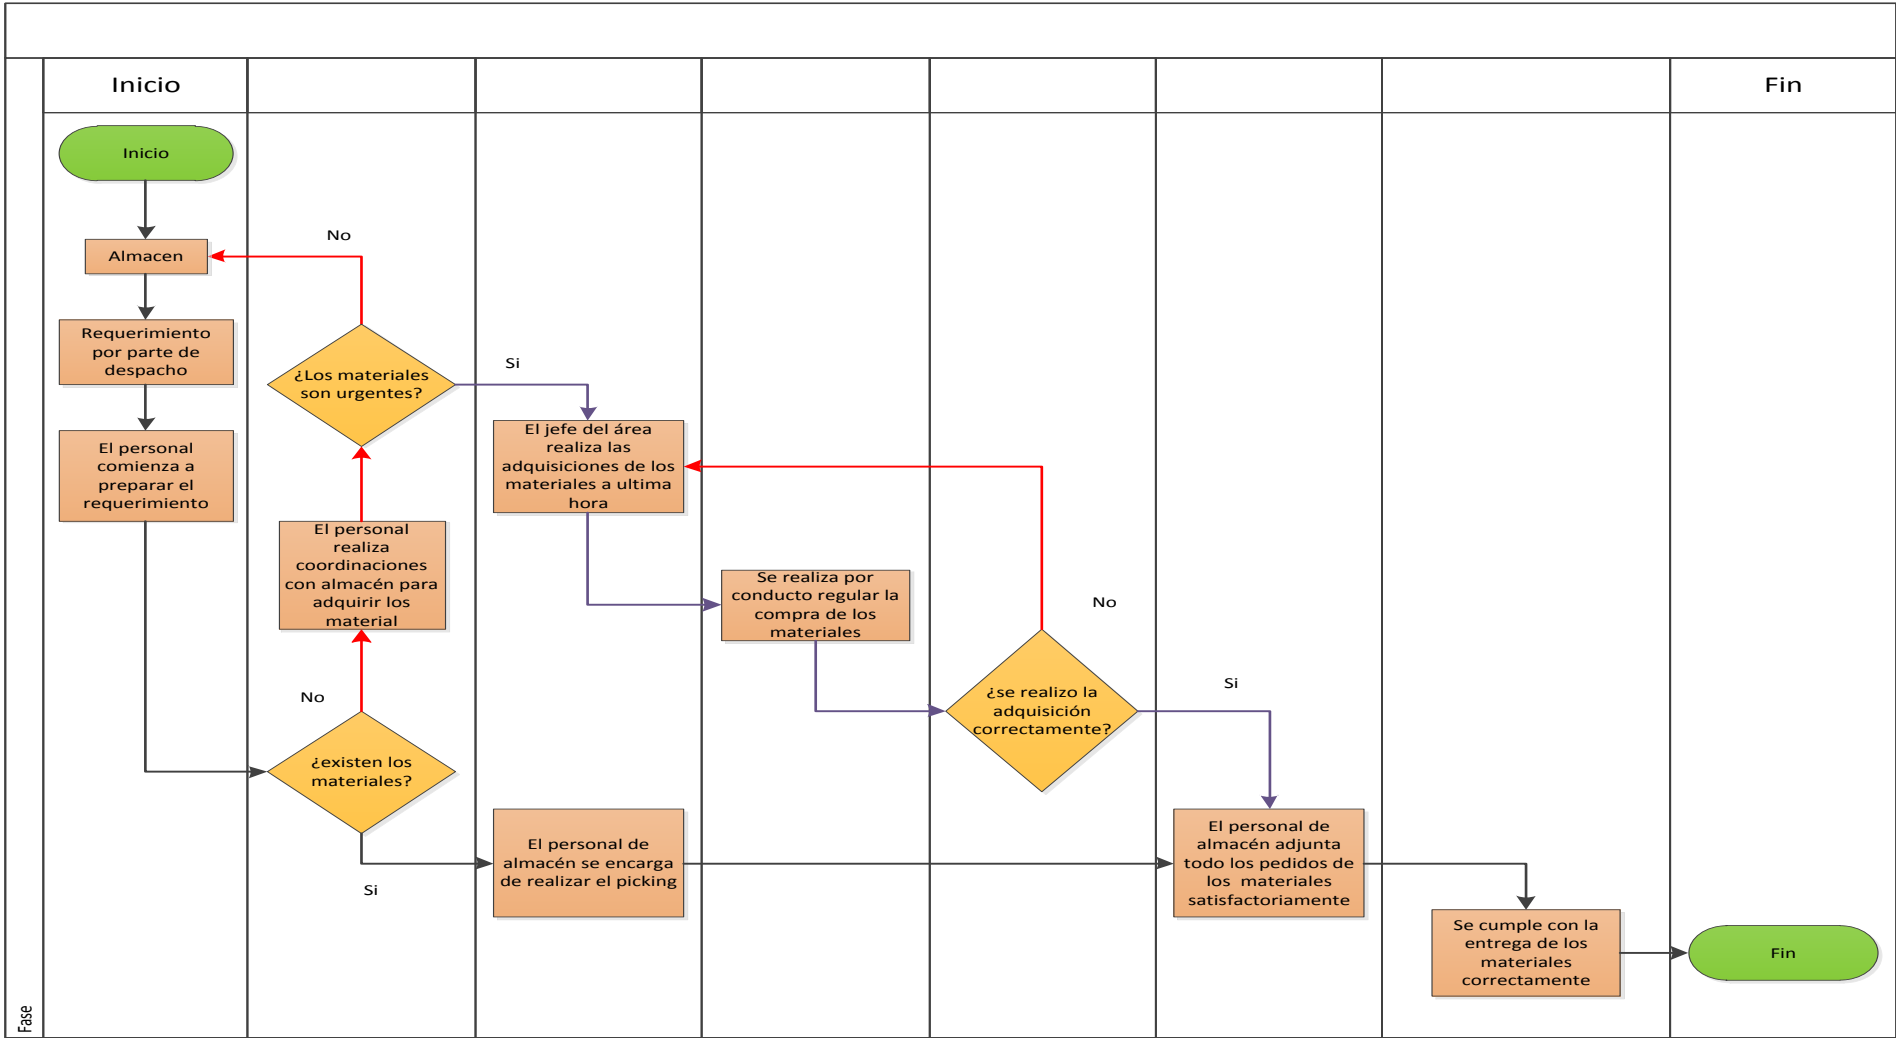 Inicio
Fin
Inicio
Almacen
Requerimiento
por parte de
despacho
El personal
comienza a
preparar el
requerimiento
No
¿Los materiales
son urgentes?
Si
El personal
realiza
coordinaciones
con almacén para
adquirir los
material
No
¿existen los
materiales?
Si
El jefe del área
realiza las
adquisiciones de los
materiales a ultima
hora
El personal de
almacén se encarga
de realizar el picking
Se realiza por
conducto regular la
compra de los
materiales
No
¿se realizo la
adquisición
correctamente?
Si
El personal de
almacén adjunta
todo los pedidos de
los materiales
satisfactoriamente
Se cumple con la
entrega de los
materiales
correctamente
Fin
Fase